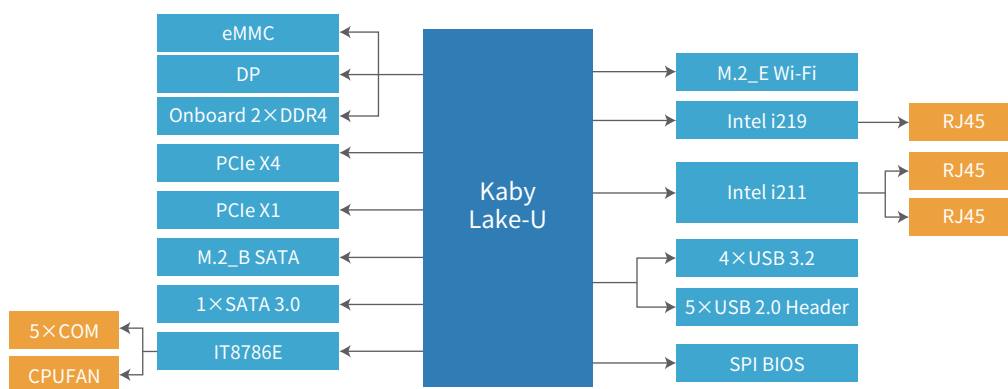 eMMC
DP
Onboard 2×DDR4
PCIe X4
PCIe X1
M.2_B SATA
1×SATA 3.0
IT8786E
5×COM
CPUFAN
Kaby
Lake-U
M.2_E Wi-Fi
Intel i219
RJ45
Intel i211
RJ45
RJ45
4×USB 3.2
5×USB 2.0 Header
SPI BIOS